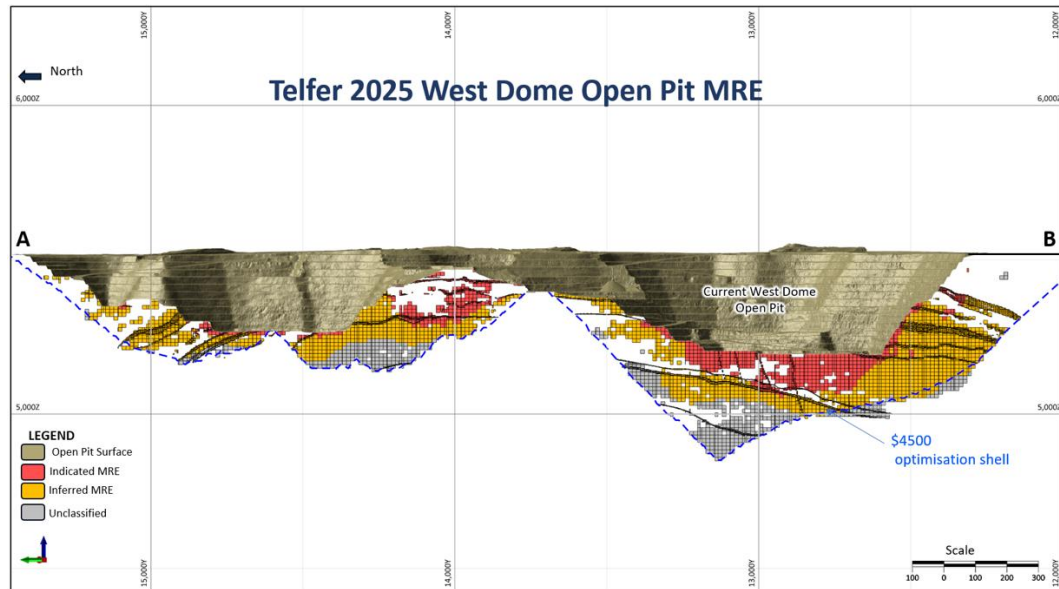 15,000Y
14,000Y
13,000Y
12,000Y
North
Telfer 2025 West Dome Open Pit MRE
6,000Z
6,000Z
A
B
Current West Dome
Open Pit
5,000Z
5,000Z
LEGEND
Open Pit Surface
Indicated MRE
Inferred MRE
Unclassified
$4500
optimisation shell
Scale
100 0 100 200 300
15,000Y
14,000Y
13,000Y
12,000Y